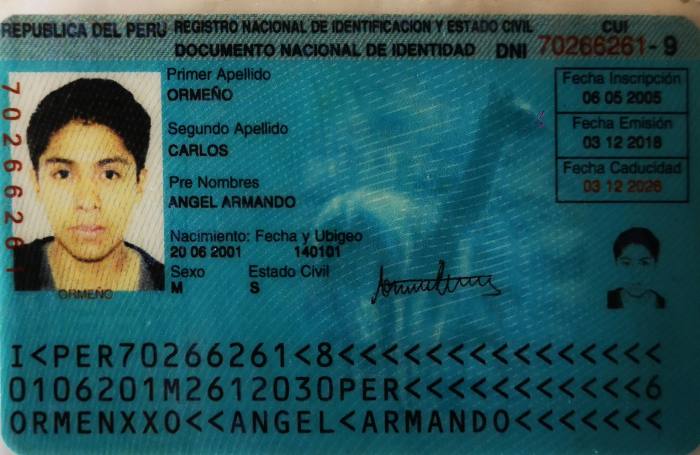 REPUBLICA DEL PERU REGISTRO NACIONAL DE IDENTIFICACION Y ESTADO CIVIL CUI
DOCUMENTO NACIONAL DE IDENTIDAD DNI 70266261 - 9
70266261
Primer Apellido
ORMEÑO
Segundo Apellido
CARLOS
Pre Nombres
ANGEL ARMANDO
Nacimiento: Fecha y Ubigeo
20 06 2001 140101
Sexo Estado Civil
M S
Fecha Inscripción
06 05 2005
Fecha Emisión
03 12 2018
Fecha Caducidad
03 12 2026
ORMEÑO
I<PER70266261<8<<<<<<<<<<<<<<<
0106201M2612030PER<<<<<<<<<<<6
ORMENXXO<<ANGEL<ARMANDO<<<<<<<